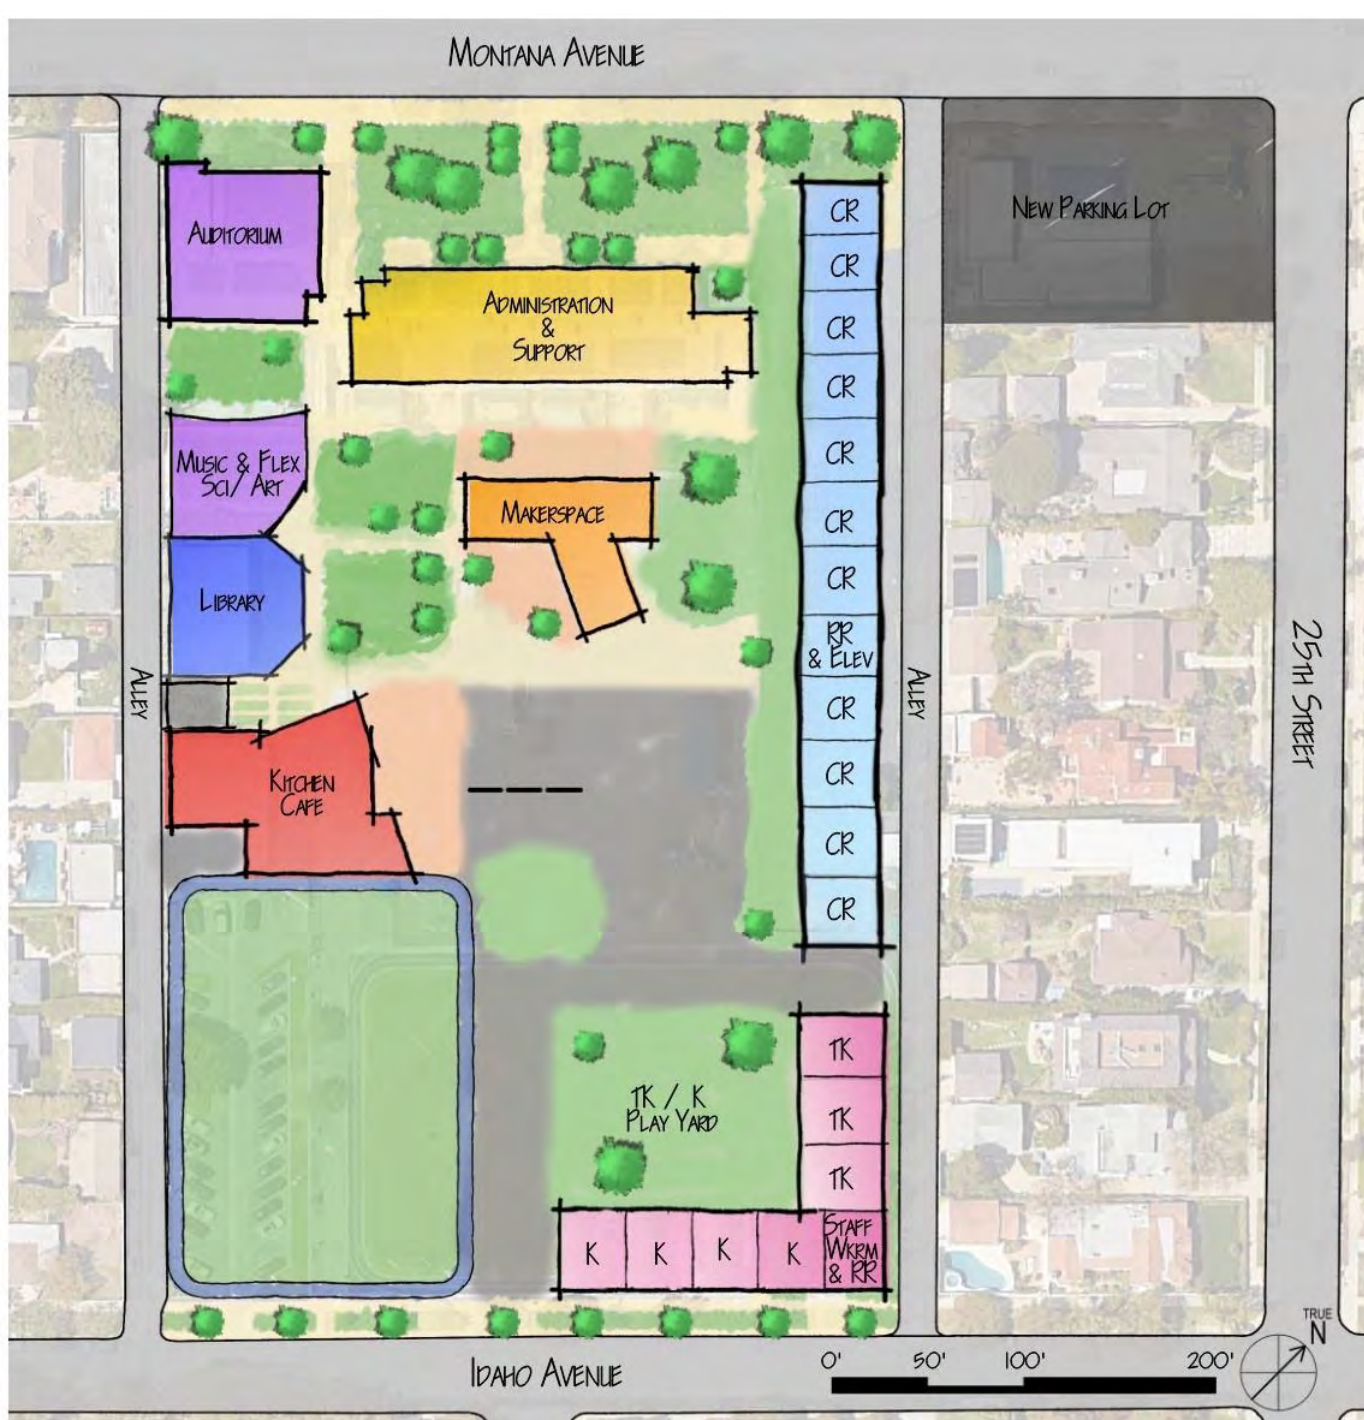 MONTANA AVENUE
AUDITORIUM
ADMINISTRATION
&
SUPPORT
CR
NEW PARKING LOT
CR
CR
CR
CR
MUSIC & FLEX
SCI/ ART
MAKERSPACE
CR
CR
LIBRARY
RR
& ELEV
ALLEY
ALLEY
25TH STREET
CR
CR
KITCHEN
CAFE
CR
CR
TK
TK / K
PLAY YARD
TK
TK
K
K
K
K
STAFF
WKRM
& RR
IDAHO AVENUE
0' 50' 100' 200'
TRUE
N